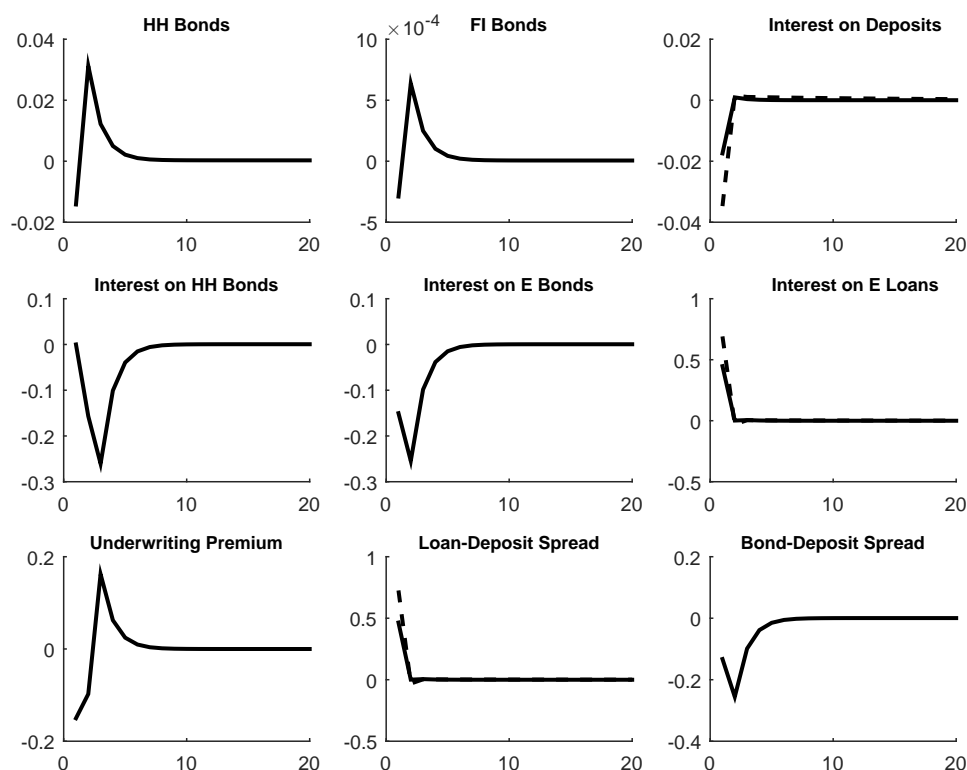 HH Bonds
0.04
0.02
0
-0.02
0 10 20
FI Bonds
×10⁻⁴
10
5
0
-5
0 10 20
Interest on Deposits
0.02
0
-0.02
-0.04
0 10 20
Interest on HH Bonds
0.1
0
-0.1
-0.2
-0.3
0 10 20
Interest on E Bonds
0.1
0
-0.1
-0.2
-0.3
0 10 20
Interest on E Loans
1
0.5
0
-0.5
0 10 20
Underwriting Premium
0.2
0
-0.2
0 10 20
Loan-Deposit Spread
1
0.5
0
-0.5
0 10 20
Bond-Deposit Spread
0.2
0
-0.2
-0.4
0 10 20